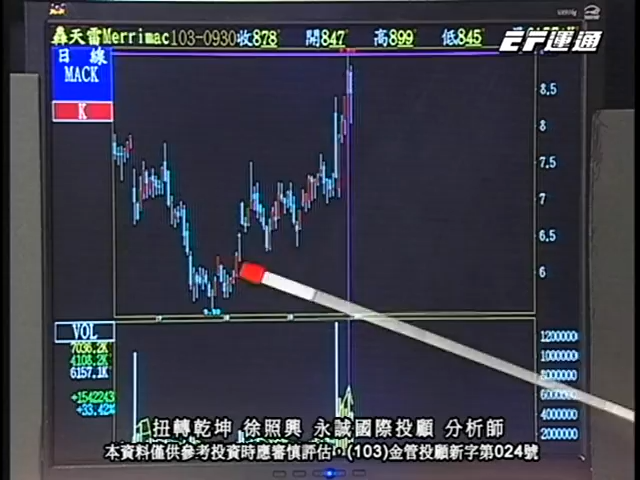 轟天雷Merrimac103-0930收878 開847 高899 低845
EF運通
日 線
MACK
K
8.5
8
7.5
7
6.5
6
VOL
7036.2K
4108.2K
6157.1K
+1542243
+33.42%
1200000
1000000
8000000
6000000
4000000
2000000
扭轉乾坤 徐照興 永誠國際投顧 分析師
本資料僅供參考投資時應審慎評估‧(103)金管投顧新字第024號